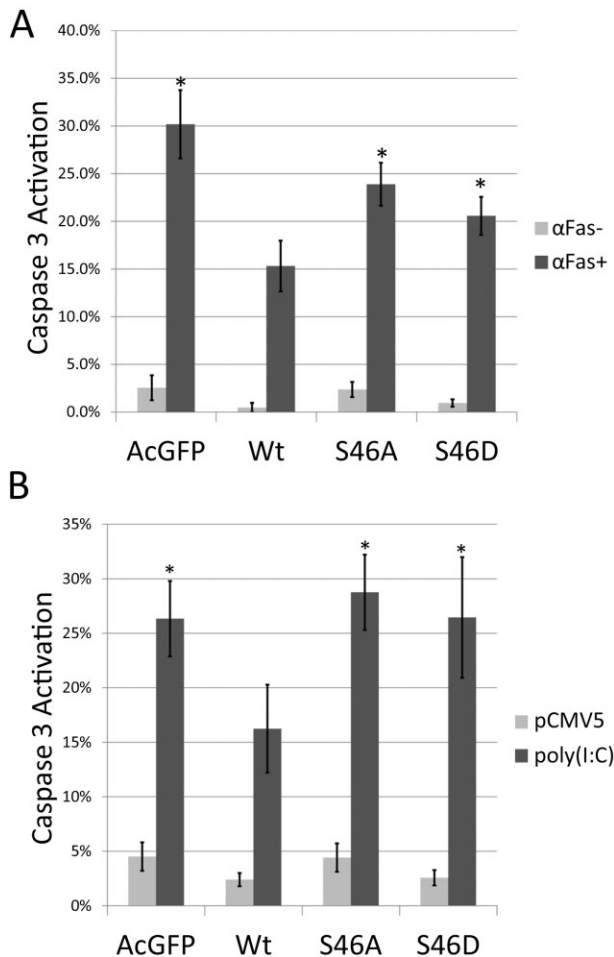 A
Caspase 3 Activation
40.0%
35.0%
30.0%
25.0%
20.0%
15.0%
10.0%
5.0%
0.0%
*
*
*
AcGFP Wt S46A S46D
αFas-
αFas+
B
Caspase 3 Activation
35%
30%
25%
20%
15%
10%
5%
0%
*
*
*
AcGFP Wt S46A S46D
pCMV5
poly(I:C)